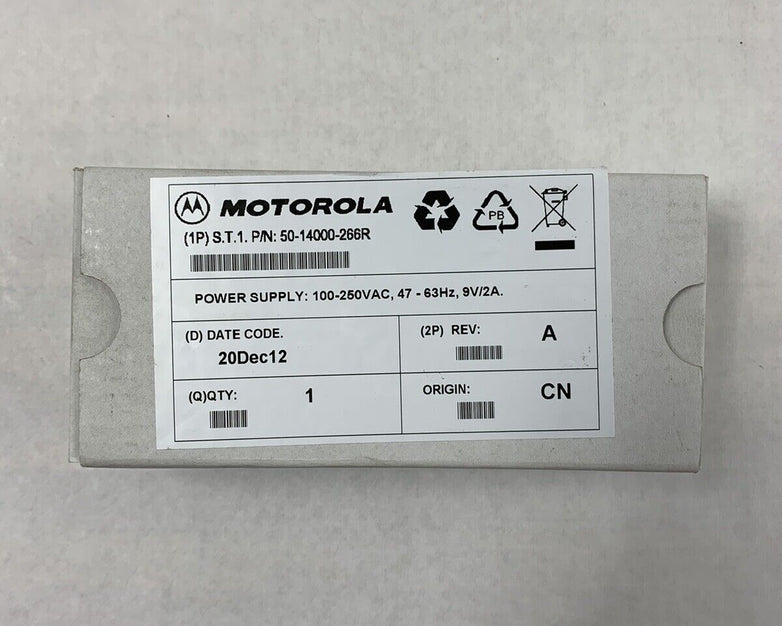 MOTOROLA
PB
(1P) S.T.1. P/N: 50-14000-266R
POWER SUPPLY: 100-250VAC, 47 - 63Hz, 9V/2A.
(D) DATE CODE.
20Dec12
(2P) REV: A
(Q)QTY: 1
ORIGIN: CN